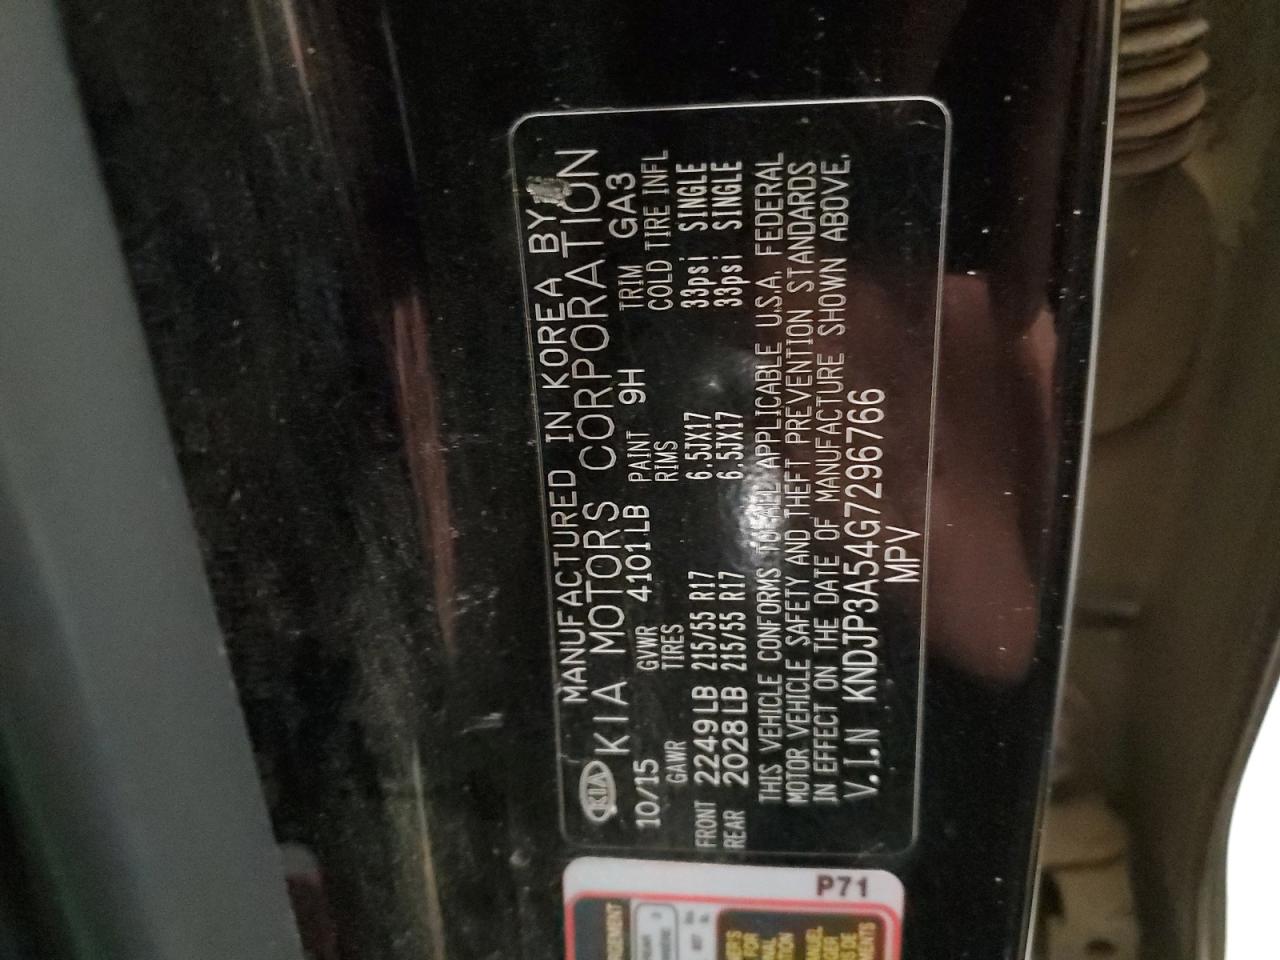 MANUFACTURED IN KOREA BY
KIA KIA MOTORS CORPORATION
10/15 GVWR 4101LB PAINT 9H TRIM GA3
GAWR TIRES RIMS COLD TIRE INFL
FRONT 2249LB 215/55 R17 6.5JX17 33psi SINGLE
REAR 2028LB 215/55 R17 6.5JX17 33psi SINGLE
THIS VEHICLE CONFORMS TO ALL APPLICABLE U.S.A. FEDERAL
MOTOR VEHICLE SAFETY AND THEFT PREVENTION STANDARDS
IN EFFECT ON THE DATE OF MANUFACTURE SHOWN ABOVE.
V.I.N KNDJP3A54G7296766
MPV
P71